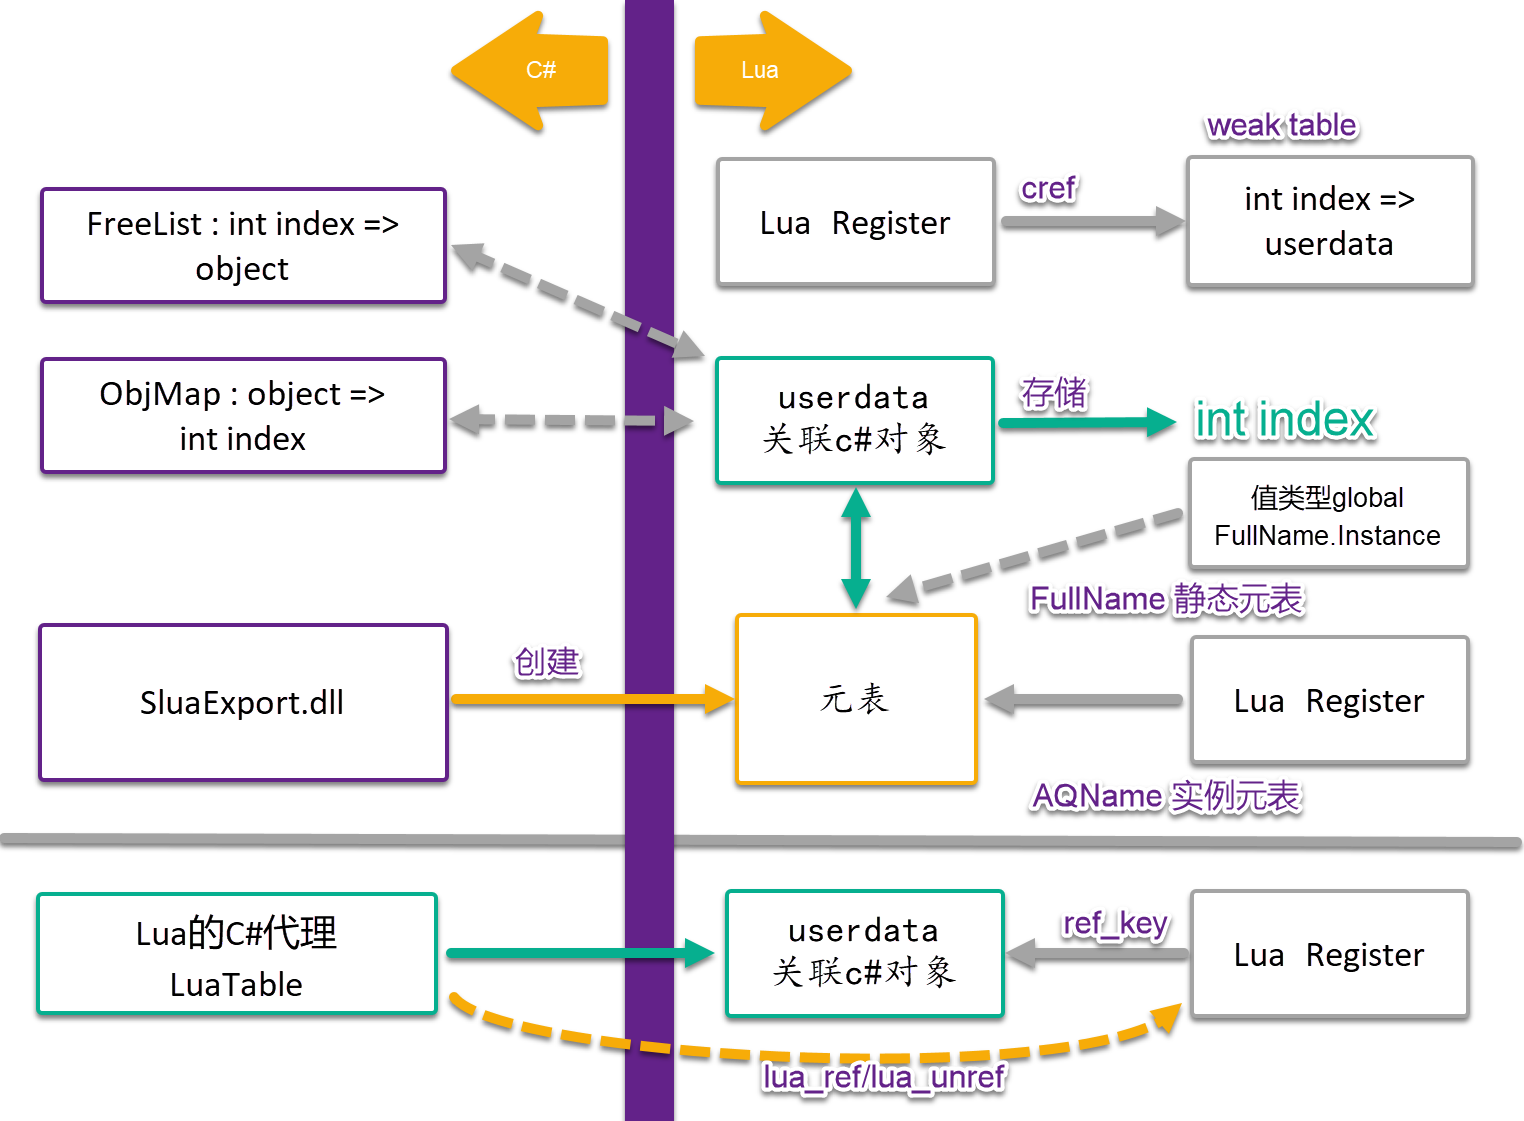 C#
Lua
weak table
FreeList : int index =>
object
Lua Register
cref
int index =>
userdata
ObjMap : object =>
int index
userdata
关联c#对象
存储
int index
值类型global
FullName.Instance
FullName 静态元表
SluaExport.dll
创建
元表
Lua Register
AQName 实例元表
Lua的C#代理
LuaTable
userdata
关联c#对象
ref_key
Lua Register
lua_ref/lua_unref